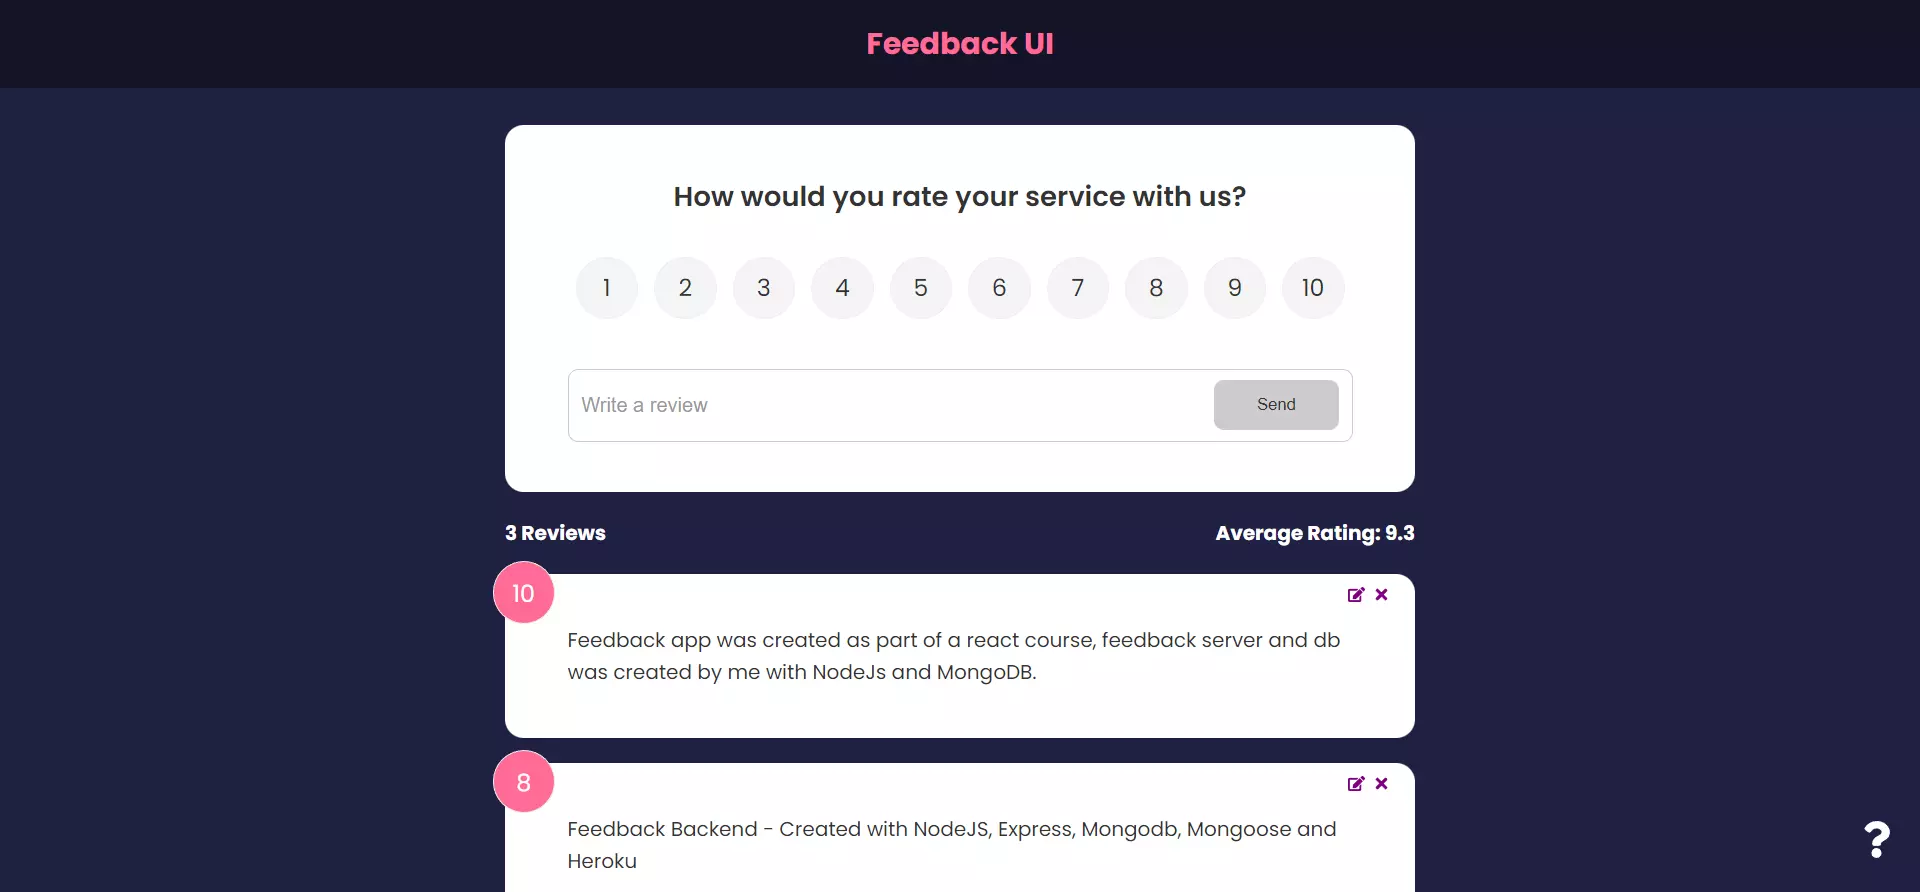 Feedback UI
How would you rate your service with us?
1 2 3 4 5 6 7 8 9 10
Write a review
Send
3 Reviews
Average Rating: 9.3
10
Feedback app was created as part of a react course, feedback server and db
was created by me with NodeJs and MongoDB.
8
Feedback Backend - Created with NodeJS, Express, Mongodb, Mongoose and
Heroku
?